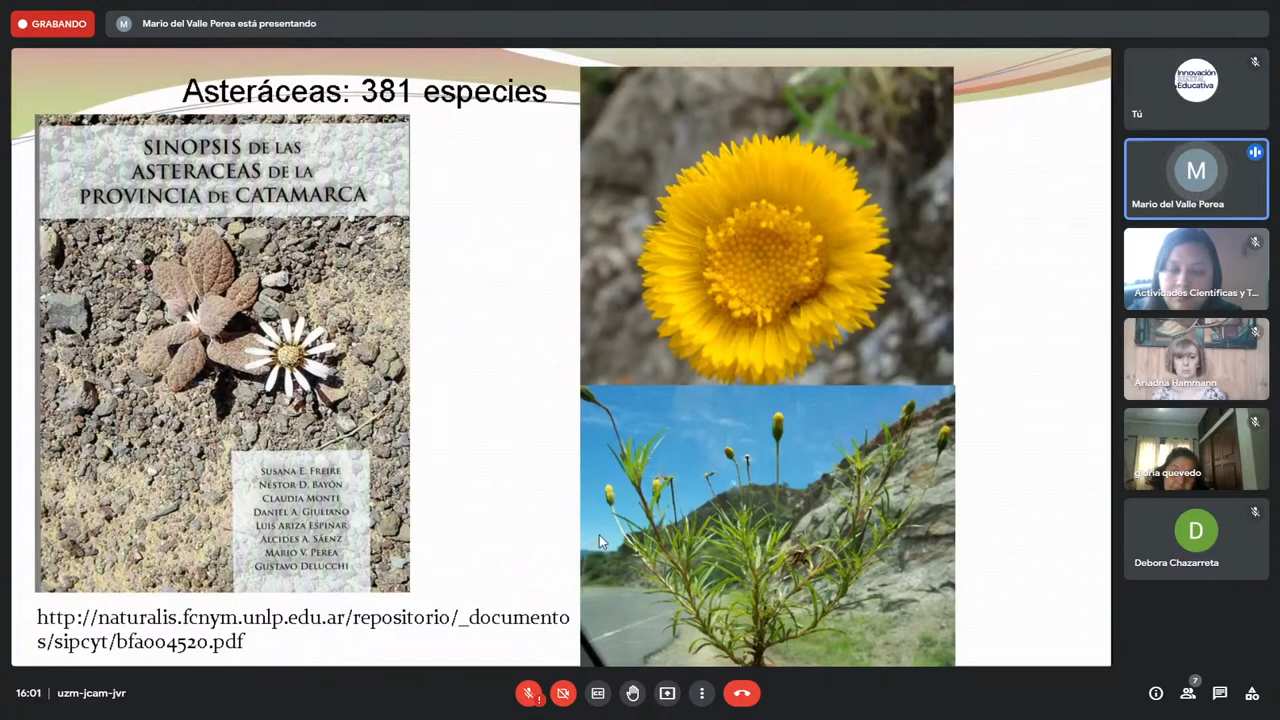 GRABANDO
M
Mario del Valle Perea está presentando
Asteráceas: 381 especies
SINOPSIS DE LAS
ASTERACEAS DE LA
PROVINCIA DE CATAMARCA
SUSANA E. FREIRE
NÉSTOR D. BAYÓN
CLAUDIA MONTI
DANIEL A. GIULIANO
LUIS ARIZA ESPINAR
ALCIDES A. SÁENZ
MARIO V. PEREA
GUSTAVO DELUCCHI
http://naturalis.fcnym.unlp.edu.ar/repositorio/_documento
s/sipcyt/bfa004520.pdf
Innovación
DIGITAL
Educativa
Tú
M
Mario del Valle Perea
Actividades Científicas y T...
Ariadna Hammann
gloria quevedo
D
Debora Chazarreta
16:01 | uzm-jcam-jvr
!
7